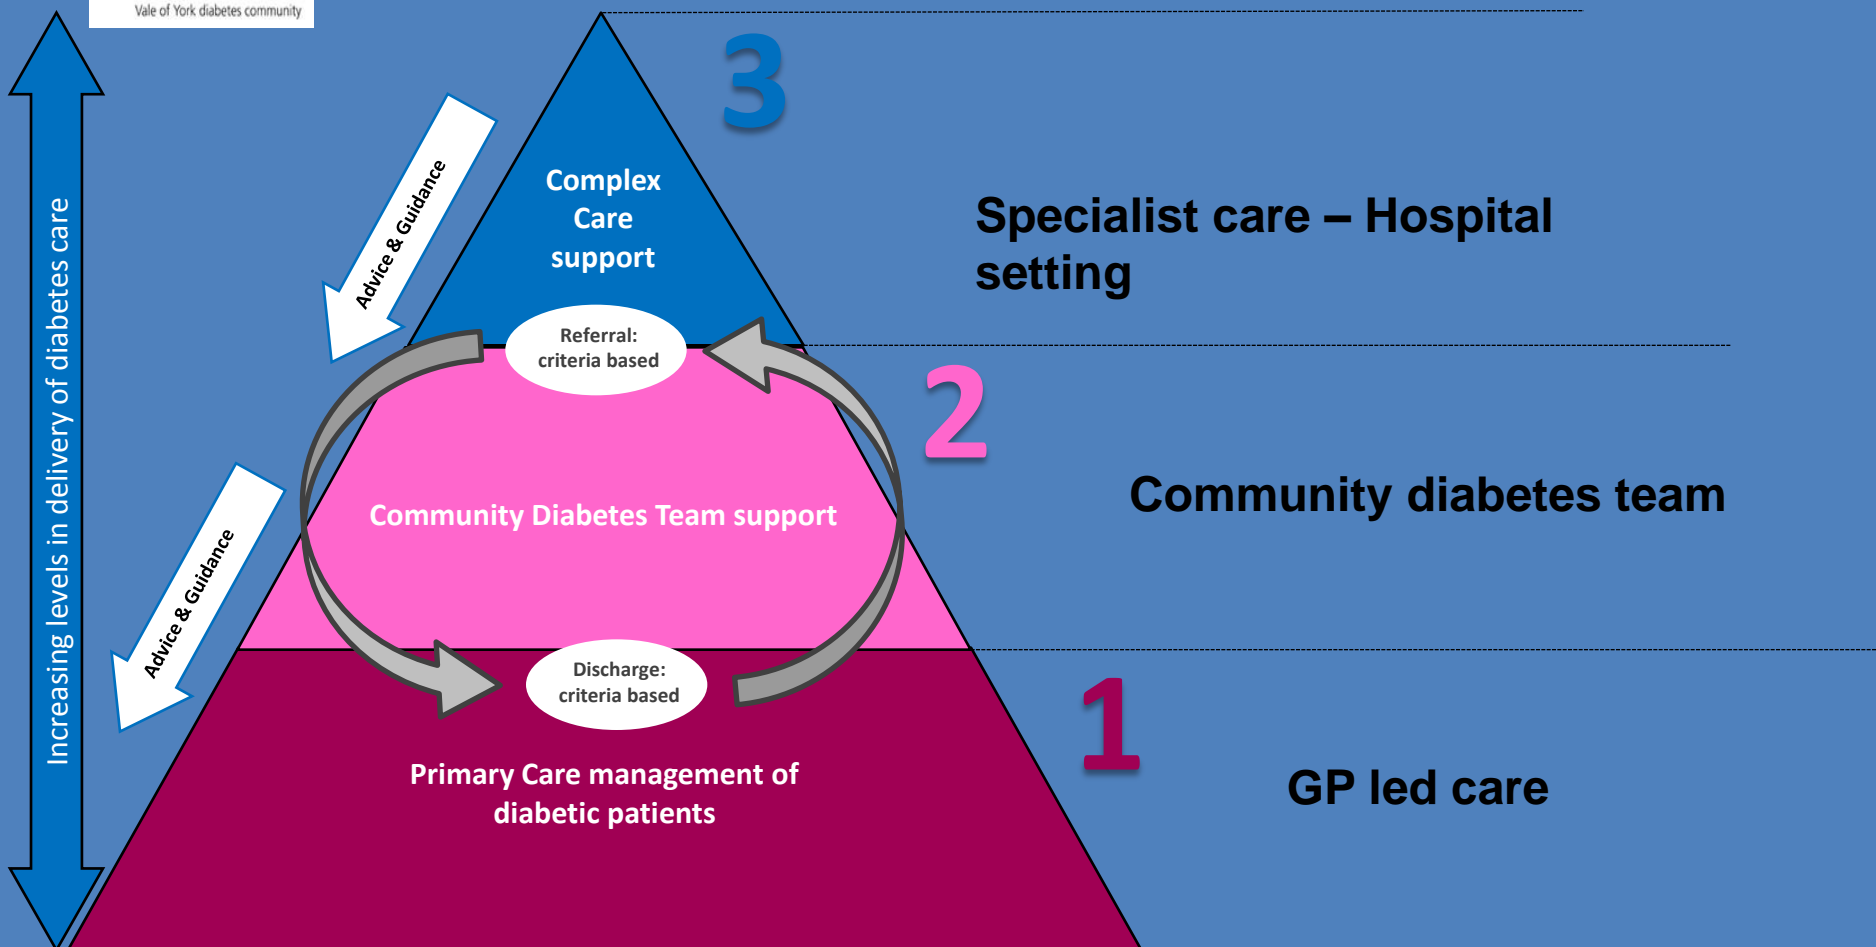 Vale of York diabetes community
Increasing levels in delivery of diabetes care
3
Advice & Guidance
Complex
Care
support
Specialist care – Hospital
setting
Referral:
criteria based
2
Advice & Guidance
Community Diabetes Team support
Community diabetes team
Discharge:
criteria based
1
Primary Care management of
diabetic patients
GP led care